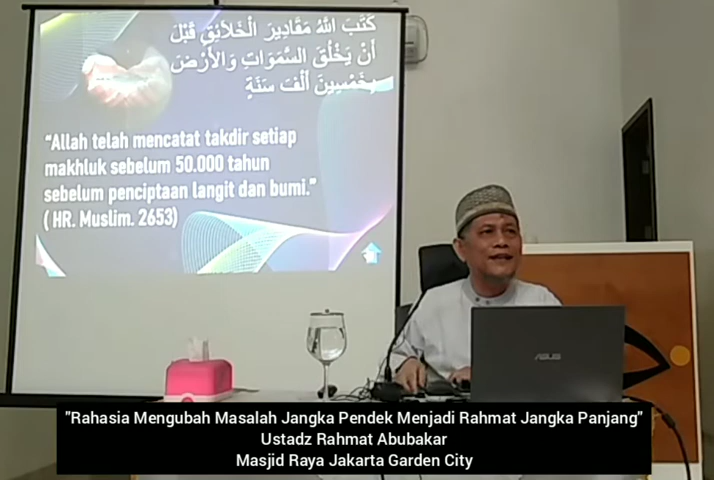 كَتَبَ اللهُ مَقَادِيرَ الْخَلَائِقِ قَبْلَ
أَنْ يَخْلُقَ السَّمَوَاتِ وَالْأَرْضَ
بِخَمْسِينَ أَلْفَ سَنَةٍ
“Allah telah mencatat takdir setiap
makhluk sebelum 50.000 tahun
sebelum penciptaan langit dan bumi.”
( HR. Muslim. 2653)
ASUS
"Rahasia Mengubah Masalah Jangka Pendek Menjadi Rahmat Jangka Panjang"
Ustadz Rahmat Abubakar
Masjid Raya Jakarta Garden City